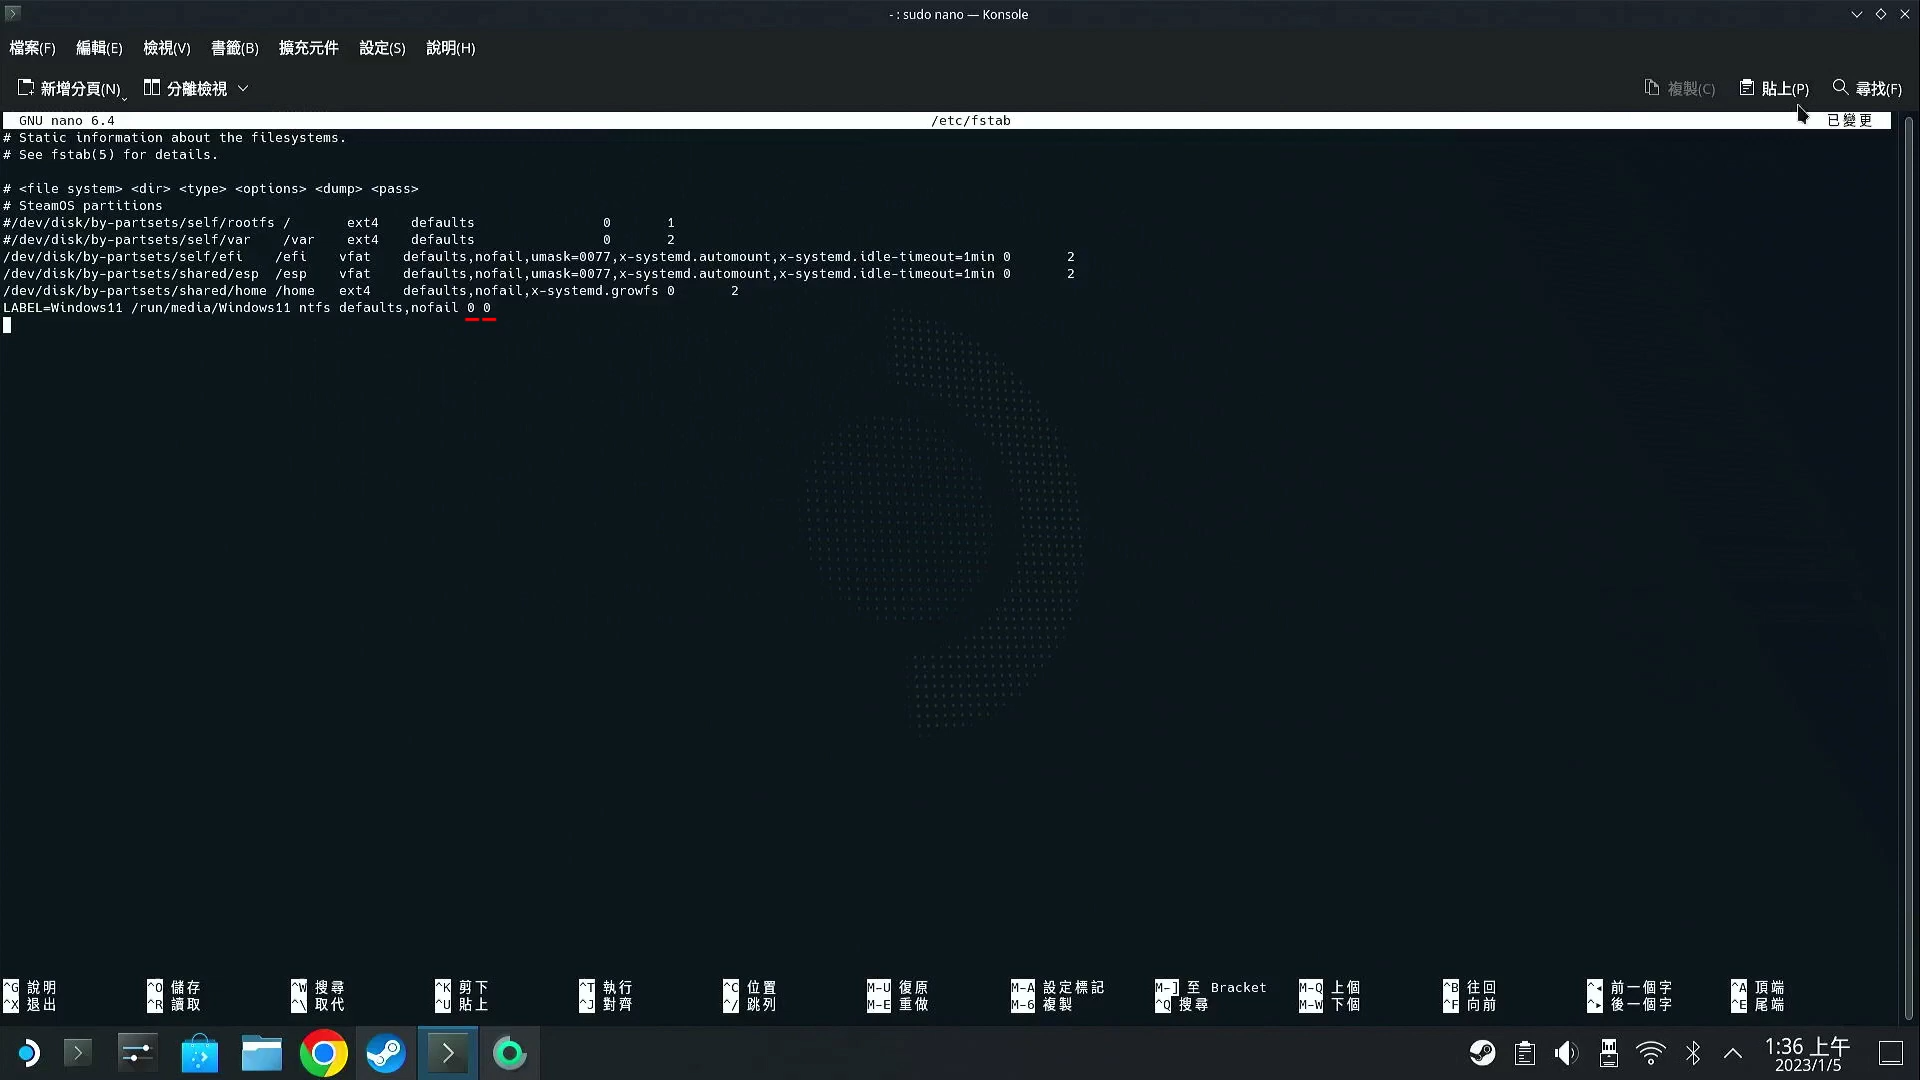 - : sudo nano — Konsole
檔案(F) 編輯(E) 檢視(V) 書籤(B) 擴充元件 設定(S) 說明(H)
新增分頁(N) 分離檢視 複製(C) 貼上(P) 尋找(F)
GNU nano 6.4 /etc/fstab 已變更
# Static information about the filesystems.
# See fstab(5) for details.
# <file system> <dir> <type> <options> <dump> <pass>
# SteamOS partitions
#/dev/disk/by-partsets/self/rootfs / ext4 defaults 0 1
#/dev/disk/by-partsets/self/var /var ext4 defaults 0 2
/dev/disk/by-partsets/self/efi /efi vfat defaults,nofail,umask=0077,x-systemd.automount,x-systemd.idle-timeout=1min 0 2
/dev/disk/by-partsets/shared/esp /esp vfat defaults,nofail,umask=0077,x-systemd.automount,x-systemd.idle-timeout=1min 0 2
/dev/disk/by-partsets/shared/home /home ext4 defaults,nofail,x-systemd.growfs 0 2
LABEL=Windows11 /run/media/Windows11 ntfs defaults,nofail 0 0
^G 說明 ^O 儲存 ^W 搜尋 ^K 剪下 ^T 執行 ^C 位置 M-U 復原 M-A 設定標記 M-] 至 Bracket M-Q 上個 ^B 往回 ^◂ 前一個字 ^A 頂端
^X 退出 ^R 讀取 ^\ 取代 ^U 貼上 ^J 對齊 ^/ 跳列 M-E 重做 M-6 複製 ^Q 搜尋 M-W 下個 ^F 向前 ^▸ 後一個字 ^E 尾端
1:36 上午
2023/1/5